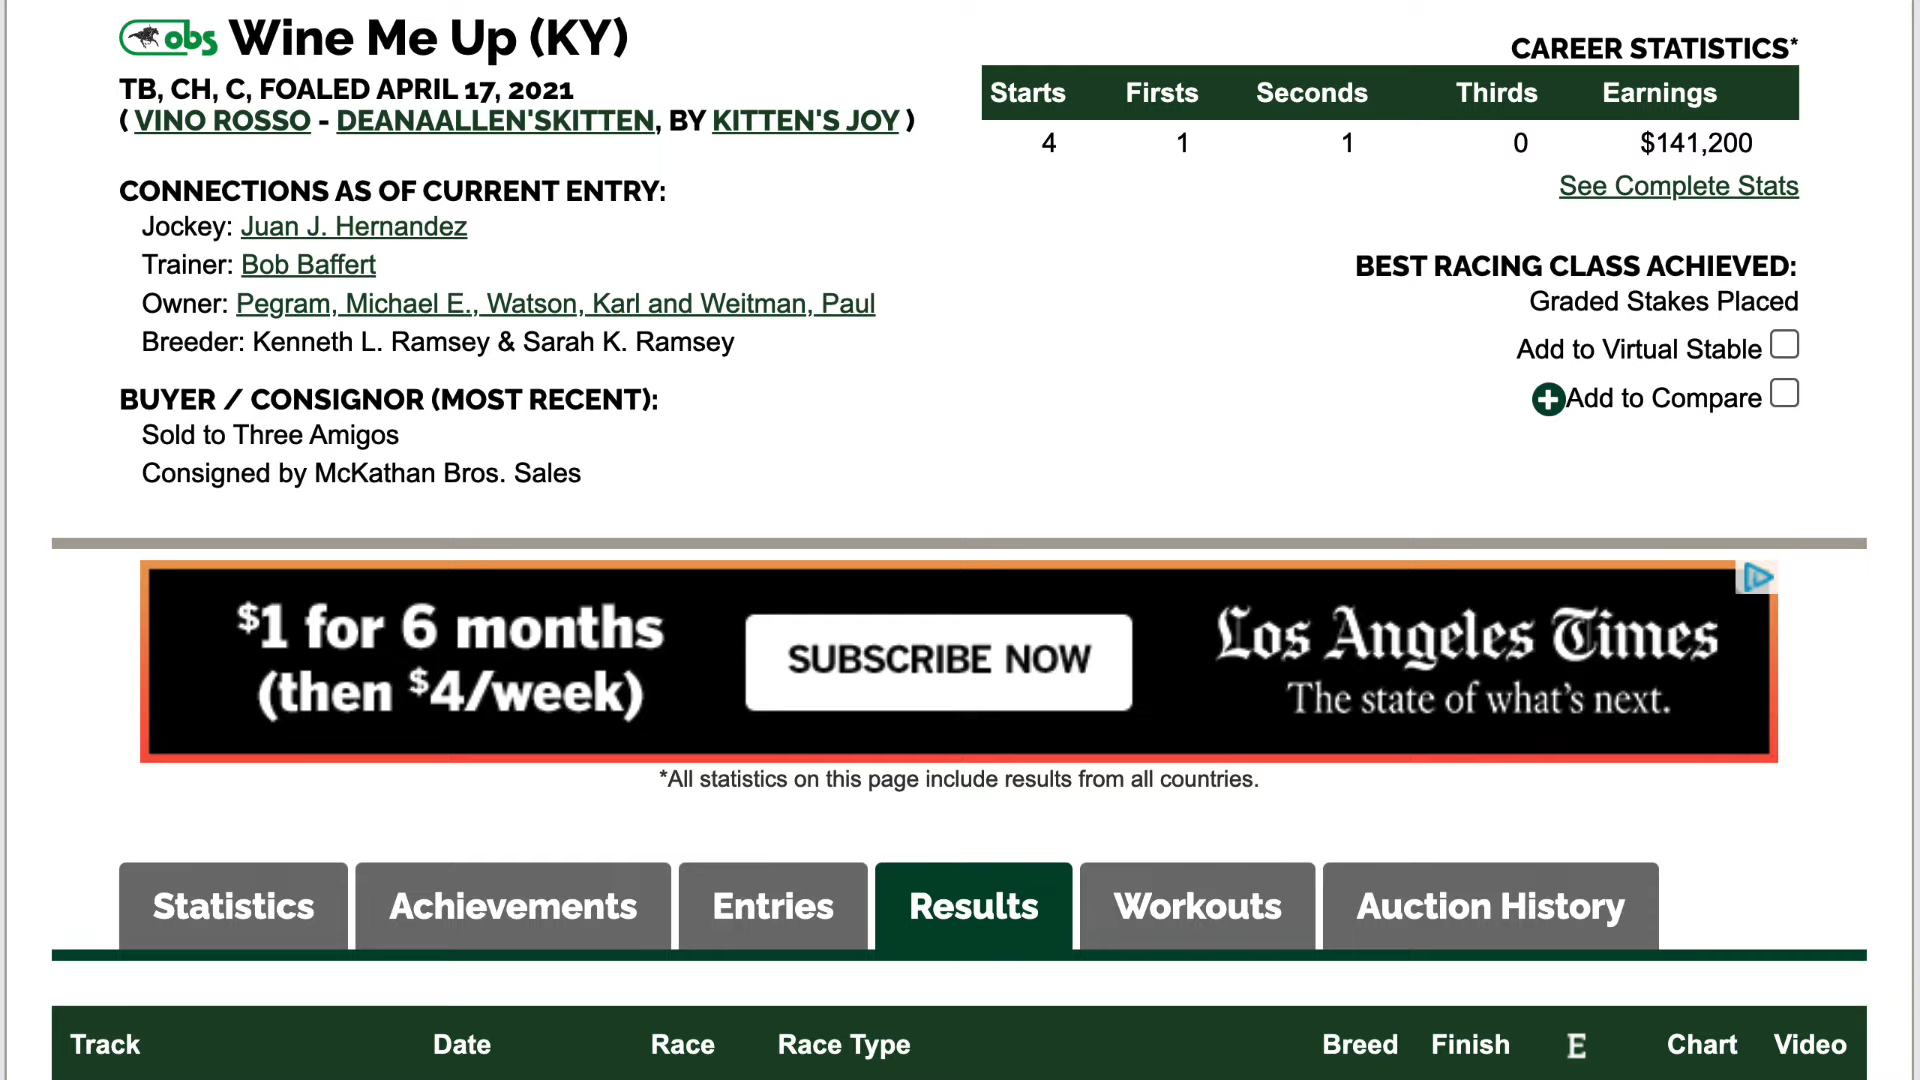 obs Wine Me Up (KY)
TB, CH, C, FOALED APRIL 17, 2021
( VINO ROSSO - DEANAALLEN'SKITTEN, BY KITTEN'S JOY )
CONNECTIONS AS OF CURRENT ENTRY:
Jockey: Juan J. Hernandez
Trainer: Bob Baffert
Owner: Pegram, Michael E., Watson, Karl and Weitman, Paul
Breeder: Kenneth L. Ramsey & Sarah K. Ramsey
BUYER / CONSIGNOR (MOST RECENT):
Sold to Three Amigos
Consigned by McKathan Bros. Sales
CAREER STATISTICS*
Starts Firsts Seconds Thirds Earnings
4 1 1 0 $141,200
See Complete Stats
BEST RACING CLASS ACHIEVED:
Graded Stakes Placed
Add to Virtual Stable
Add to Compare
$1 for 6 months
(then $4/week)
SUBSCRIBE NOW
Los Angeles Times
The state of what's next.
*All statistics on this page include results from all countries.
Statistics Achievements Entries Results Workouts Auction History
Track Date Race Race Type Breed Finish E Chart Video